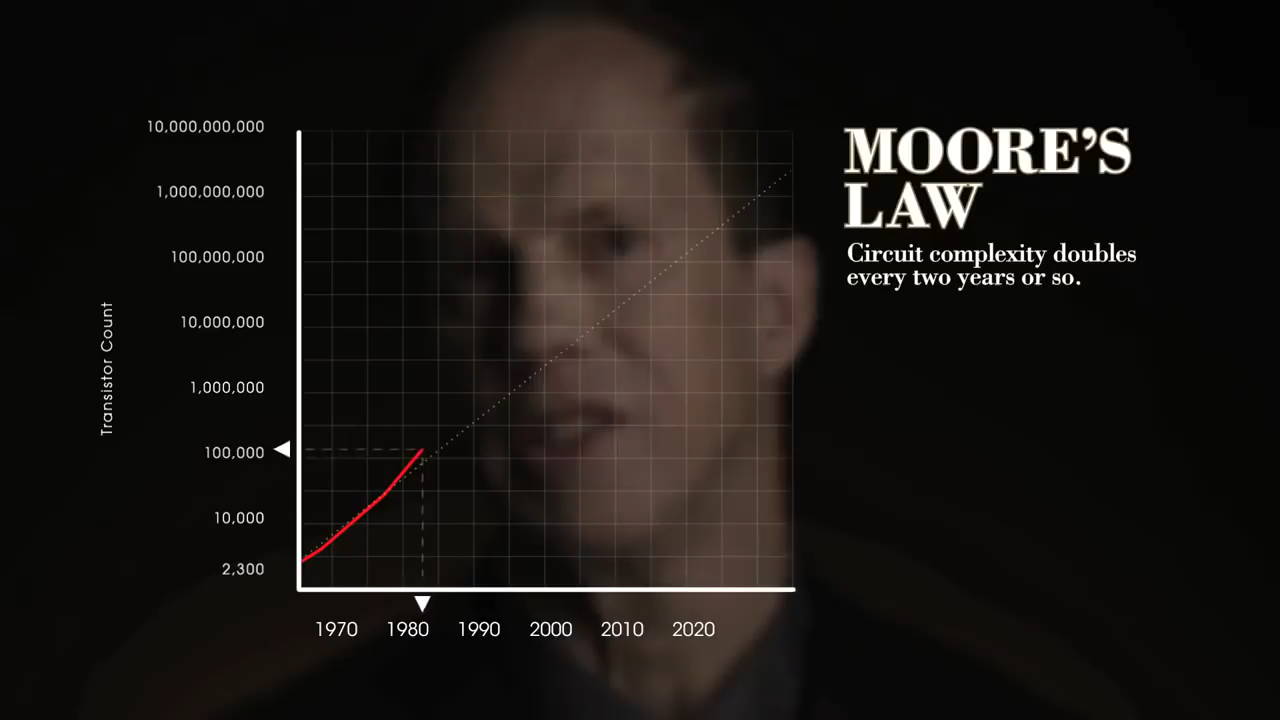 MOORE'S
LAW
Circuit complexity doubles
every two years or so.
Transistor Count
10,000,000,000
1,000,000,000
100,000,000
10,000,000
1,000,000
100,000
10,000
2,300
1970 1980 1990 2000 2010 2020